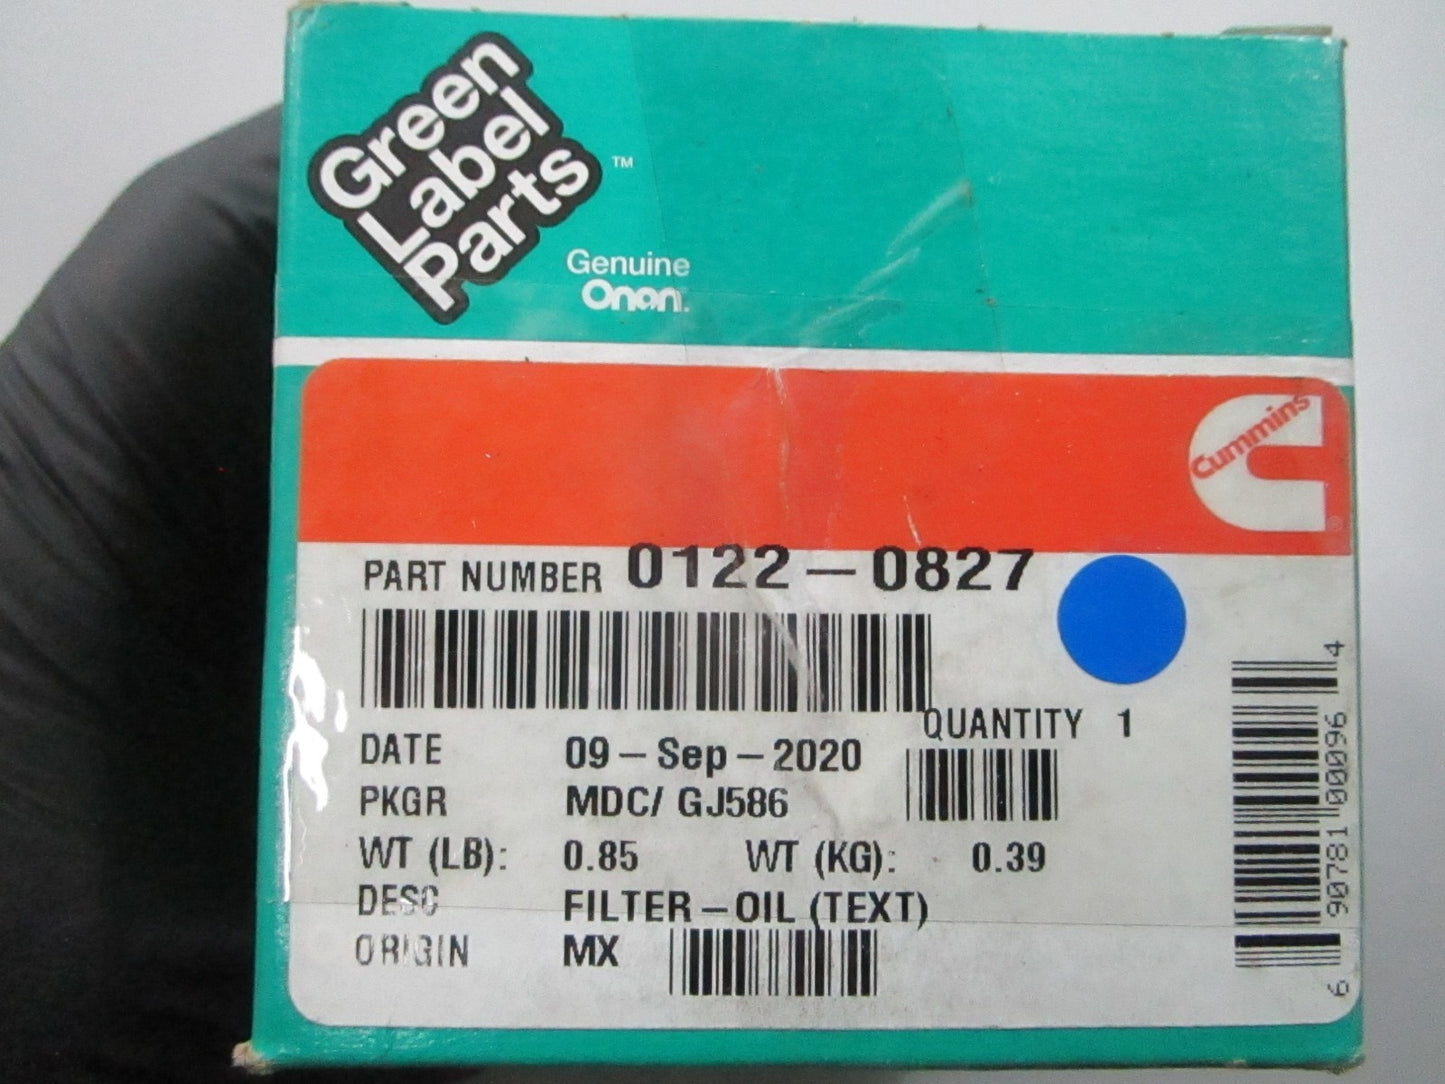 Green
Label
Parts
™
Genuine
Onan
Cummins
®
PART NUMBER 0122-0827
QUANTITY 1
DATE 09-Sep-2020
PKGR MDC/ GJ586
WT (LB): 0.85 WT (KG): 0.39
DESC FILTER-OIL (TEXT)
ORIGIN MX
6 90781 00096 4